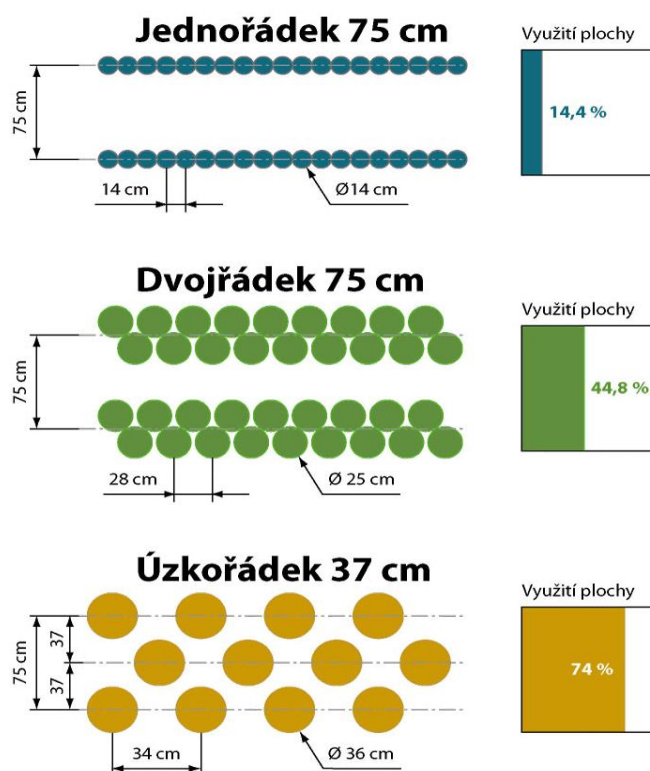 Jednořádek 75 cm
Využití plochy
75 cm
14,4 %
14 cm
Ø14 cm
Dvojřádek 75 cm
Využití plochy
75 cm
44,8 %
28 cm
Ø 25 cm
Úzkořádek 37 cm
Využití plochy
75 cm
37
37
74 %
34 cm
Ø 36 cm